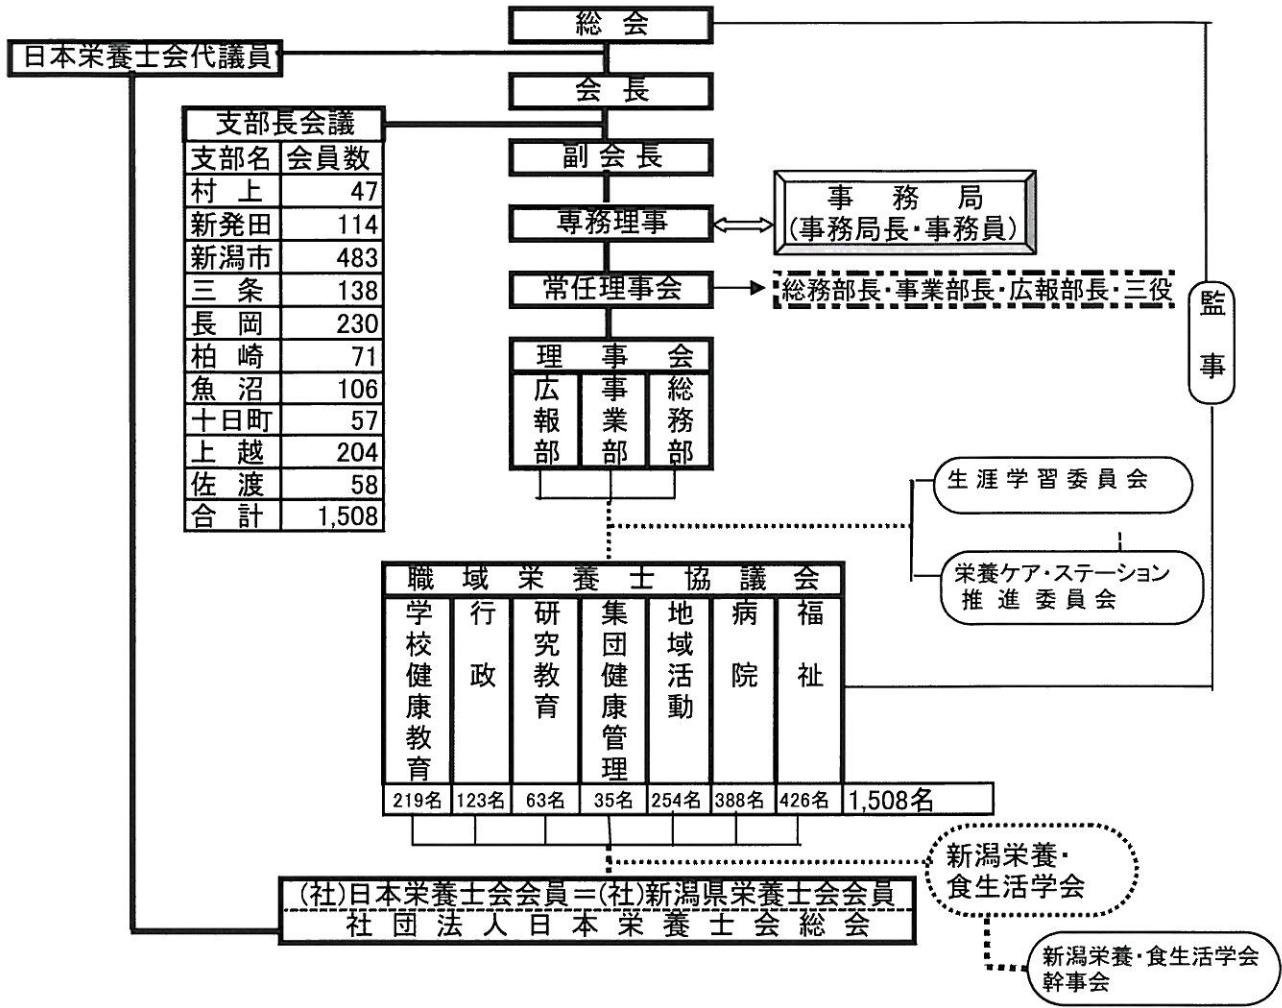 総会
日本栄養士会代議員
会長
支部長会議
支部名 会員数
村上 47
新発田 114
新潟市 483
三条 138
長岡 230
柏崎 71
魚沼 106
十日町 57
上越 204
佐渡 58
合計 1,508
副会長
専務理事
事務局
(事務局長・事務員)
常任理事会
総務部長・事業部長・広報部長・三役
監事
理事会
広報部
事業部
総務部
生涯学習委員会
栄養ケア・ステーション
推進委員会
職域栄養士協議会
学校健康教育
行政
研究教育
集団健康管理
地域活動
病院
福祉
219名 123名 63名 35名 254名 388名 426名 1,508名
新潟栄養・
食生活学会
(社)日本栄養士会会員=(社)新潟県栄養士会会員
社団法人日本栄養士会総会
新潟栄養・食生活学会
幹事会